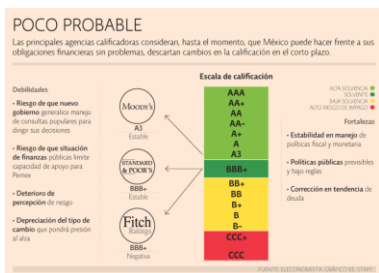 POCO PROBABLE
Las principales agencias calificadoras consideran, hasta el momento, que México puede hacer frente a sus
obligaciones financieras sin problemas, descartan cambios en la calificación en el corto plazo.
Escala de calificación
ALTA SOLVENCIA
SOLVENTE
BAJA SOLVENCIA
ALTO RIESGO DE IMPAGO
Debilidades
- Riesgo de que nuevo
gobierno generalice manejo
de consultas populares para
dirigir sus decisiones
- Riesgo de que situación
de finanzas públicas limite
capacidad de apoyo para
Pemex
- Deterioro de
percepción de riesgo
- Depreciación del tipo de
cambio que pondrá presión
al alza
Moody's
A3
Estable
STANDARD
& POOR'S
BBB+
Estable
Fitch
Ratings
BBB+
Negativa
AAA
AA+
AA
AA-
A+
A
A3
BBB+
BB+
BB
B+
B
B-
CCC+
CCC
Fortalezas
- Estabilidad en manejo de
políticas fiscal y monetaria
- Políticas públicas previsibles
y bajo reglas
- Corrección en tendencia de
deuda
FUENTE: ELECONOMISTA. GRÁFICO EE STAFF